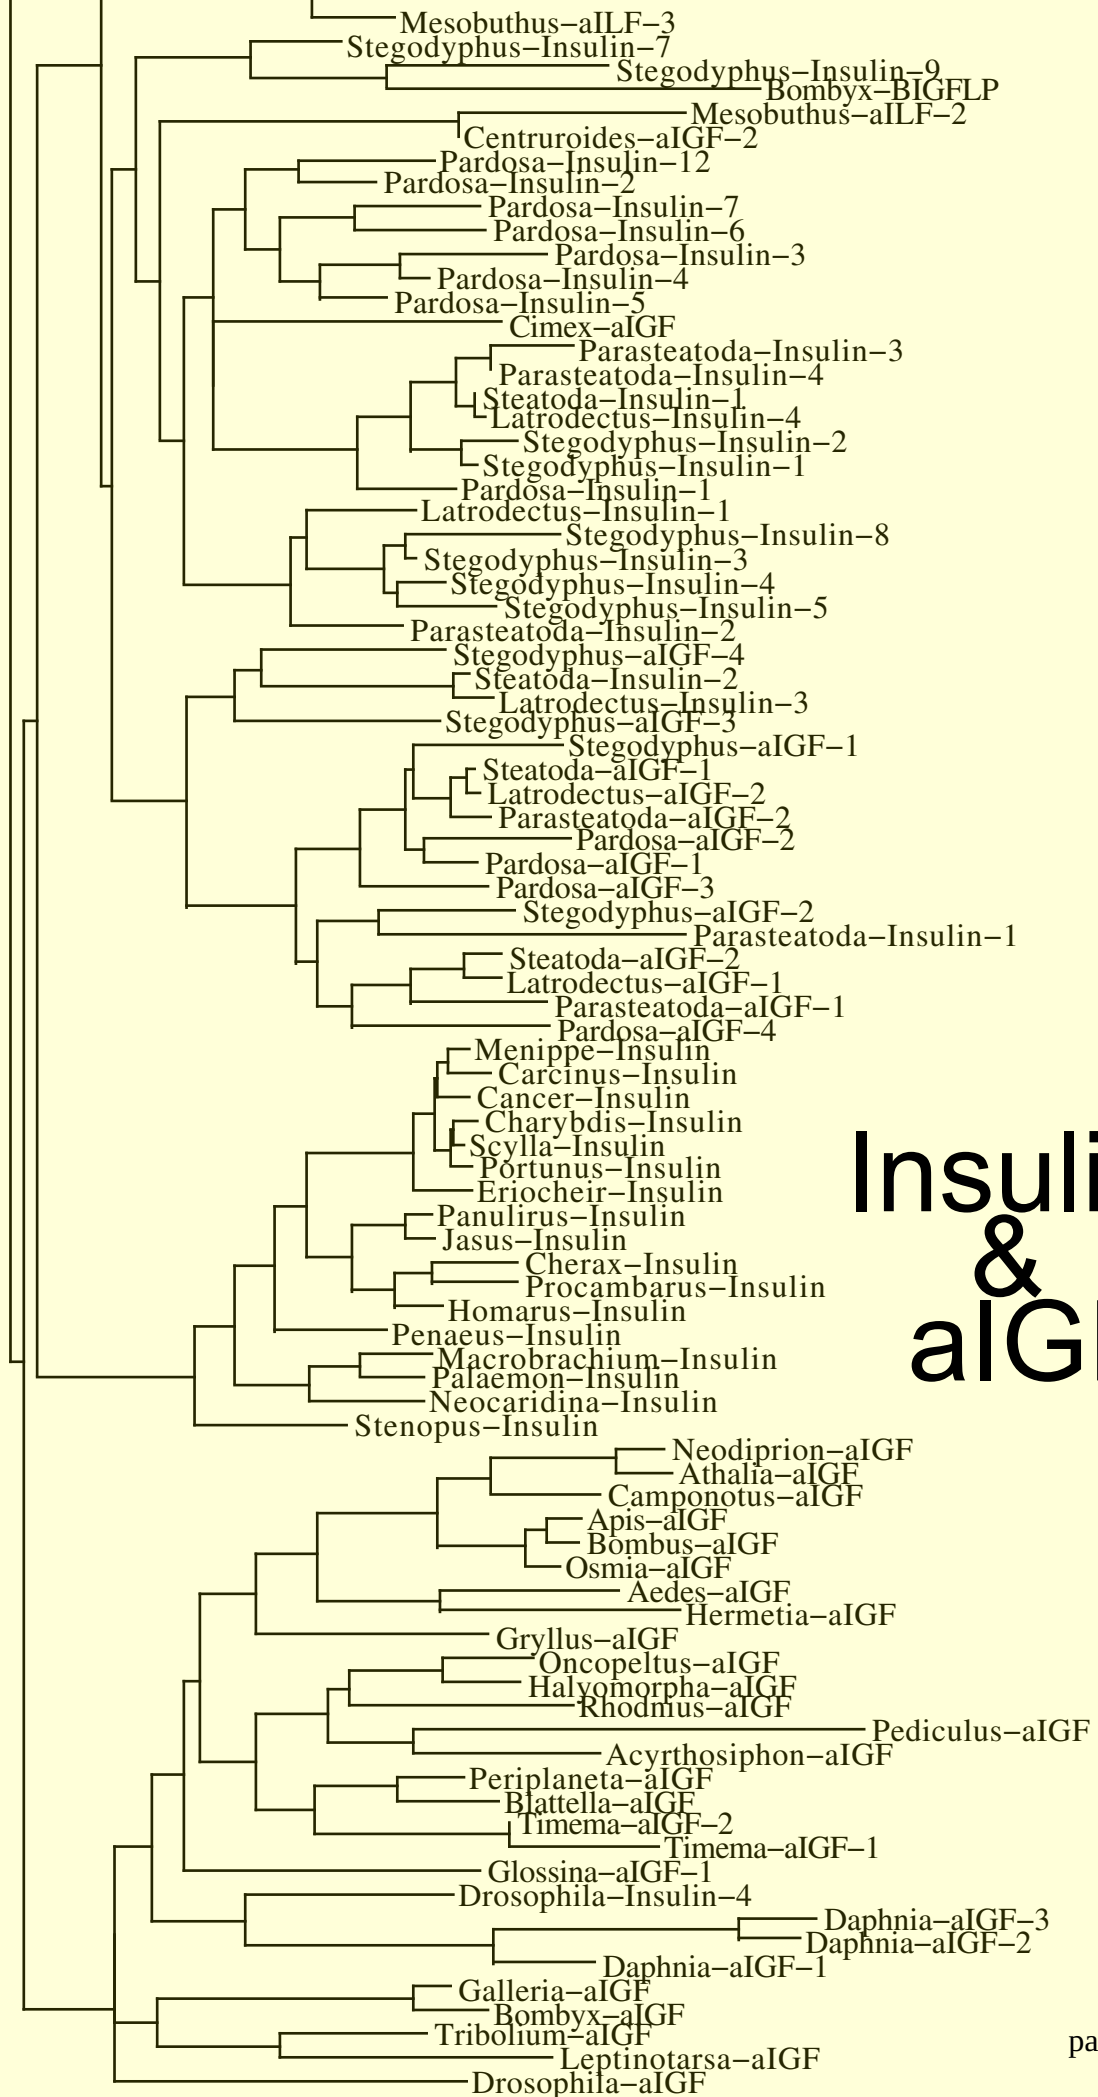 Mesobuthus−aILF−3
Stegodyphus−Insulin−7
Stegodyphus−Insulin−9
Bombyx−BIGFLP
Mesobuthus−aILF−2
Centruroides−aIGF−2
Pardosa−Insulin−12
Pardosa−Insulin−2
Pardosa−Insulin−7
Pardosa−Insulin−6
Pardosa−Insulin−3
Pardosa−Insulin−4
Pardosa−Insulin−5
Cimex−aIGF
Parasteatoda−Insulin−3
Parasteatoda−Insulin−4
Steatoda−Insulin−1
Latrodectus−Insulin−4
Stegodyphus−Insulin−2
Stegodyphus−Insulin−1
Pardosa−Insulin−1
Latrodectus−Insulin−1
Stegodyphus−Insulin−8
Stegodyphus−Insulin−3
Stegodyphus−Insulin−4
Stegodyphus−Insulin−5
Parasteatoda−Insulin−2
Stegodyphus−aIGF−4
Steatoda−Insulin−2
Latrodectus−Insulin−3
Stegodyphus−aIGF−3
Stegodyphus−aIGF−1
Steatoda−aIGF−1
Latrodectus−aIGF−2
Parasteatoda−aIGF−2
Pardosa−aIGF−2
Pardosa−aIGF−1
Pardosa−aIGF−3
Stegodyphus−aIGF−2
Parasteatoda−Insulin−1
Steatoda−aIGF−2
Latrodectus−aIGF−1
Parasteatoda−aIGF−1
Pardosa−aIGF−4
Menippe−Insulin
Carcinus−Insulin
Cancer−Insulin
Charybdis−Insulin
Scylla−Insulin
Portunus−Insulin
Eriocheir−Insulin
Panulirus−Insulin
Jasus−Insulin
Cherax−Insulin
Procambarus−Insulin
Homarus−Insulin
Penaeus−Insulin
Macrobrachium−Insulin
Palaemon−Insulin
Neocaridina−Insulin
Stenopus−Insulin
Insuli
&
aIG
Neodiprion−aIGF
Athalia−aIGF
Camponotus−aIGF
Apis−aIGF
Bombus−aIGF
Osmia−aIGF
Aedes−aIGF
Hermetia−aIGF
Gryllus−aIGF
Oncopeltus−aIGF
Halyomorpha−aIGF
Rhodnius−aIGF
Pediculus−aIGF
Acyrthosiphon−aIGF
Periplaneta−aIGF
Blattella−aIGF
Timema−aIGF−2
Timema−aIGF−1
Glossina−aIGF−1
Drosophila−Insulin−4
Daphnia−aIGF−3
Daphnia−aIGF−2
Daphnia−aIGF−1
Galleria−aIGF
Bombyx−aIGF
Tribolium−aIGF
pa
Leptinotarsa−aIGF
Drosophila−aIGF